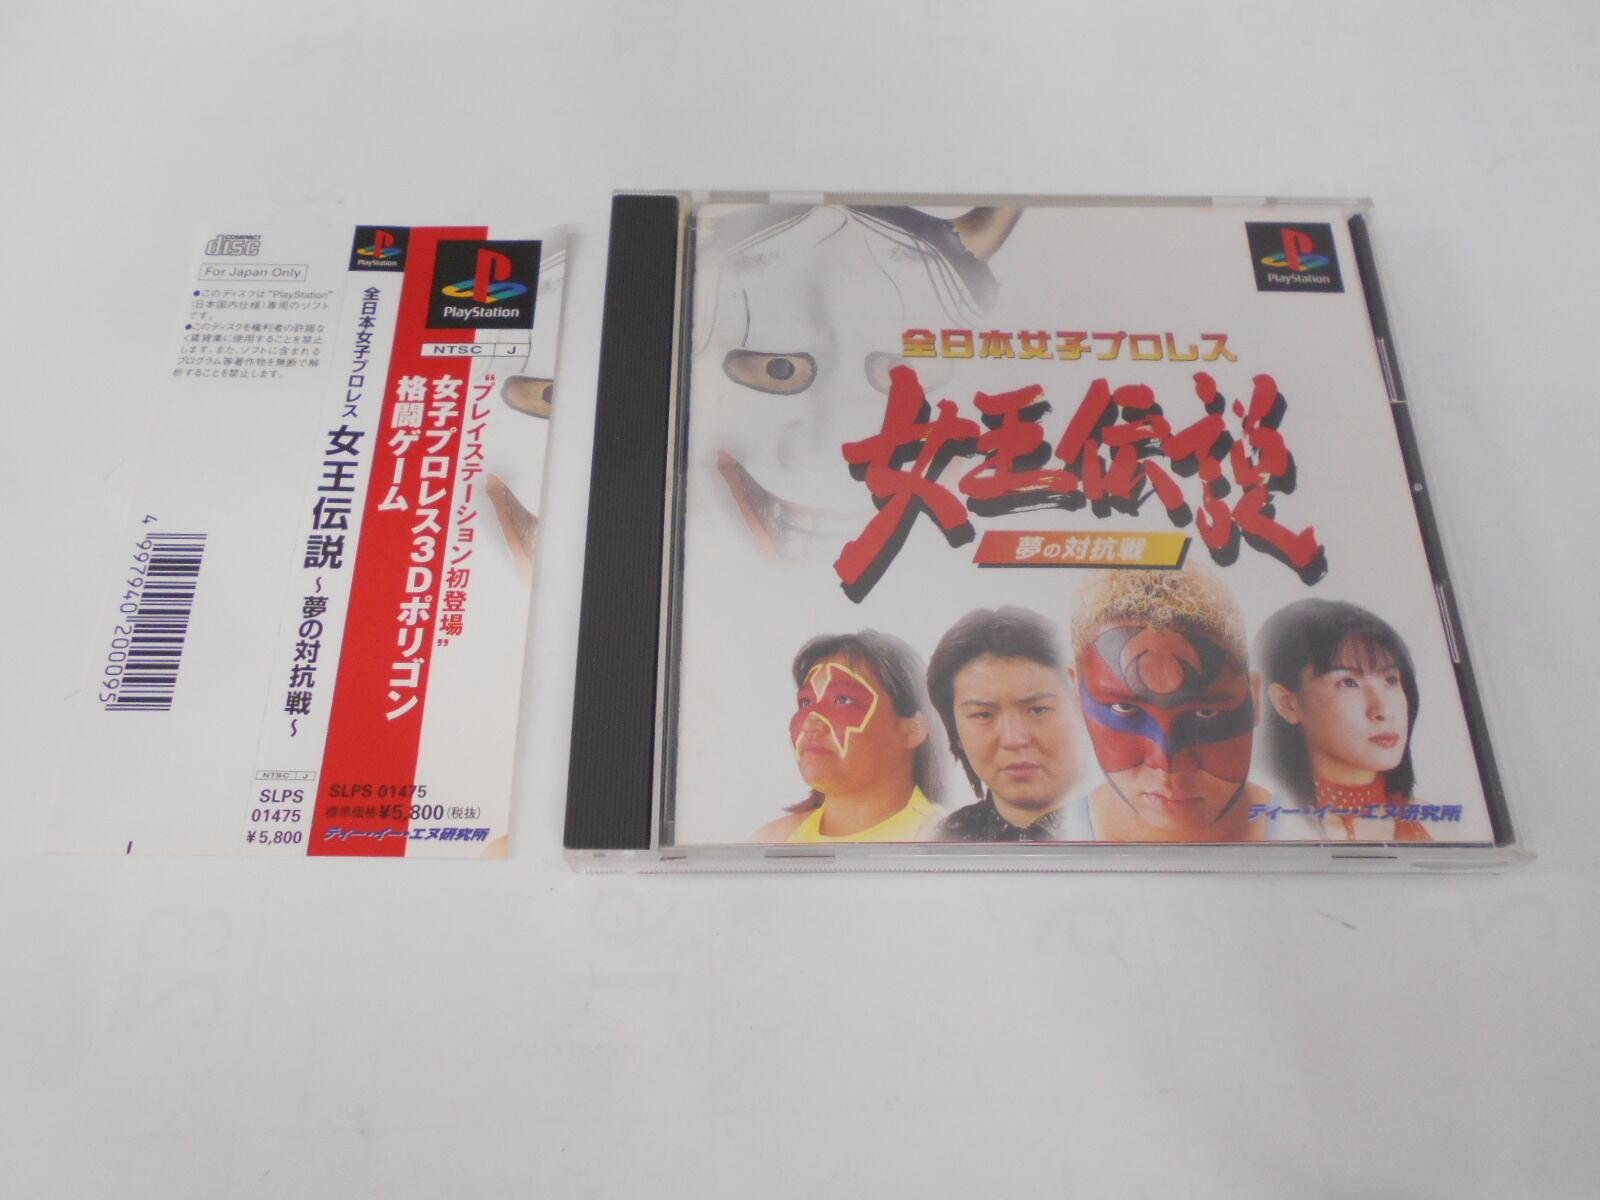 COMPACT
disc
For Japan Only
●このディスクは"PlayStation"
(日本国内仕様)専用のソフト
です。
●このディスクを権利者の許諾な
く賃貸業に使用することを禁止
します。また、ソフトに含まれる
プログラム等著作物を無断で解
析することを禁止します。
4 997940 200095
PlayStation
全日本女子プロレス 女王伝説 ~夢の対抗戦~
NTSC J
SLPS
01475
¥5,800
PlayStation
NTSC J
"プレイステーション初登場"
女子プロレス3Dポリゴン
格闘ゲーム
SLPS 01475
標準価格¥5,800(税抜)
ティー・イー・エヌ研究所
PlayStation
全日本女子プロレス
女王伝説
夢の対抗戦
ティー・イー・エヌ研究所